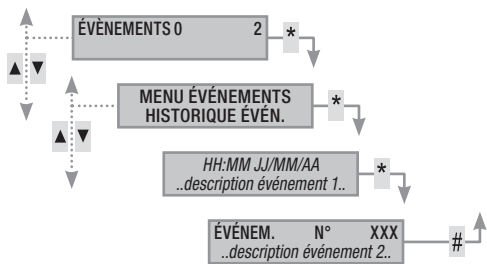 ÉVÈNEMENTS 0 2 *
▲ ▼
MENU ÉVÉNEMENTS
HISTORIQUE ÉVÉN. *
▲ ▼
HH:MM JJ/MM/AA
..description événement 1.. *
ÉVÉNEM. N° XXX
..description événement 2.. #